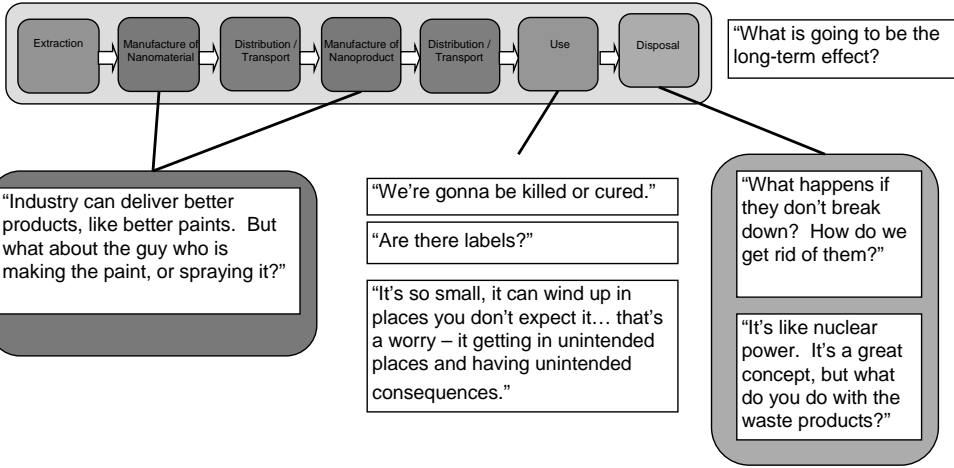 Extraction
Manufacture of
Nanomaterial
Distribution /
Transport
Manufacture of
Nanoproduct
Distribution /
Transport
Use
Disposal
“What is going to be the
long-term effect?
“Industry can deliver better
products, like better paints.  But
what about the guy who is
making the paint, or spraying it?”
“We’re gonna be killed or cured.”
“Are there labels?”
“It’s so small, it can wind up in
places you don’t expect it… that’s
a worry – it getting in unintended
places and having unintended
consequences.”
“What happens if
they don’t break
down?  How do we
get rid of them?”
“It’s like nuclear
power.  It’s a great
concept, but what
do you do with the
waste products?”